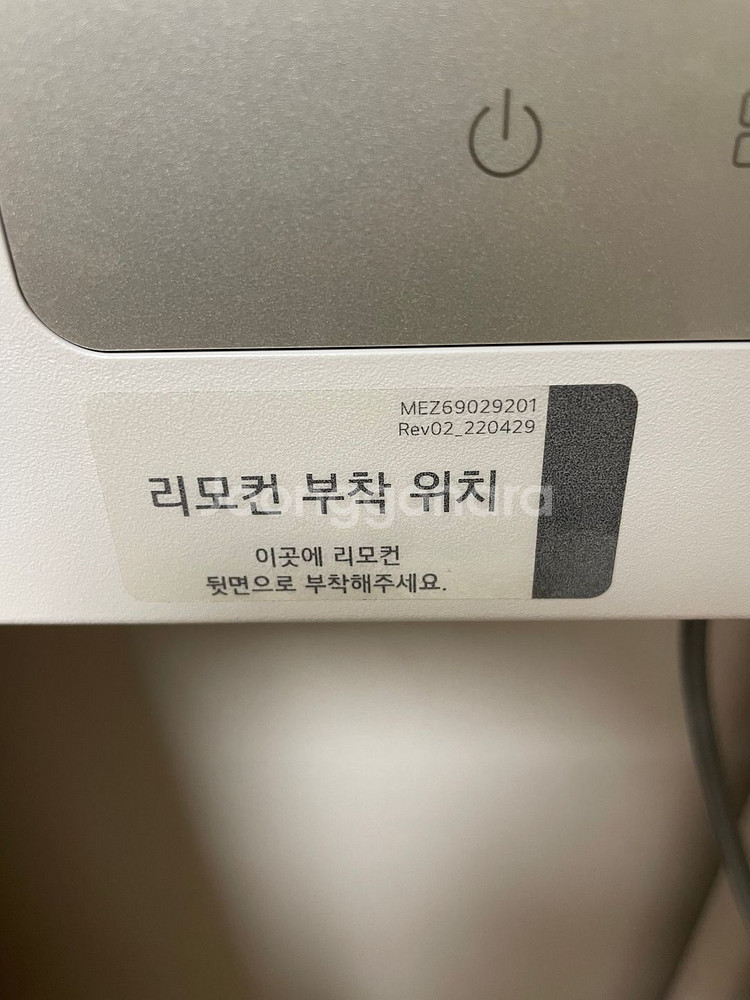 MEZ69029201
Rev02_220429
리모컨 부착 위치
joonggonara
이곳에 리모컨
뒷면으로 부착해주세요.